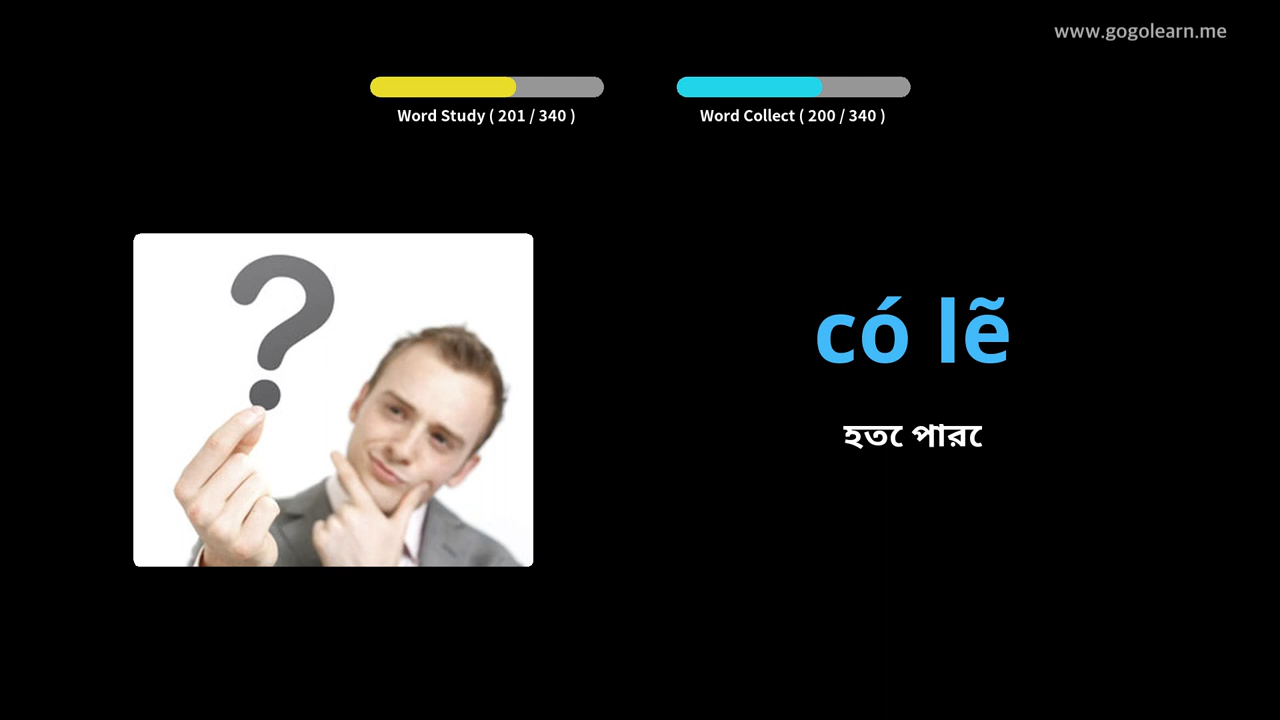 www.gogolearn.me
Word Study ( 201 / 340 )
Word Collect ( 200 / 340 )
có lẽ
হতে পারে